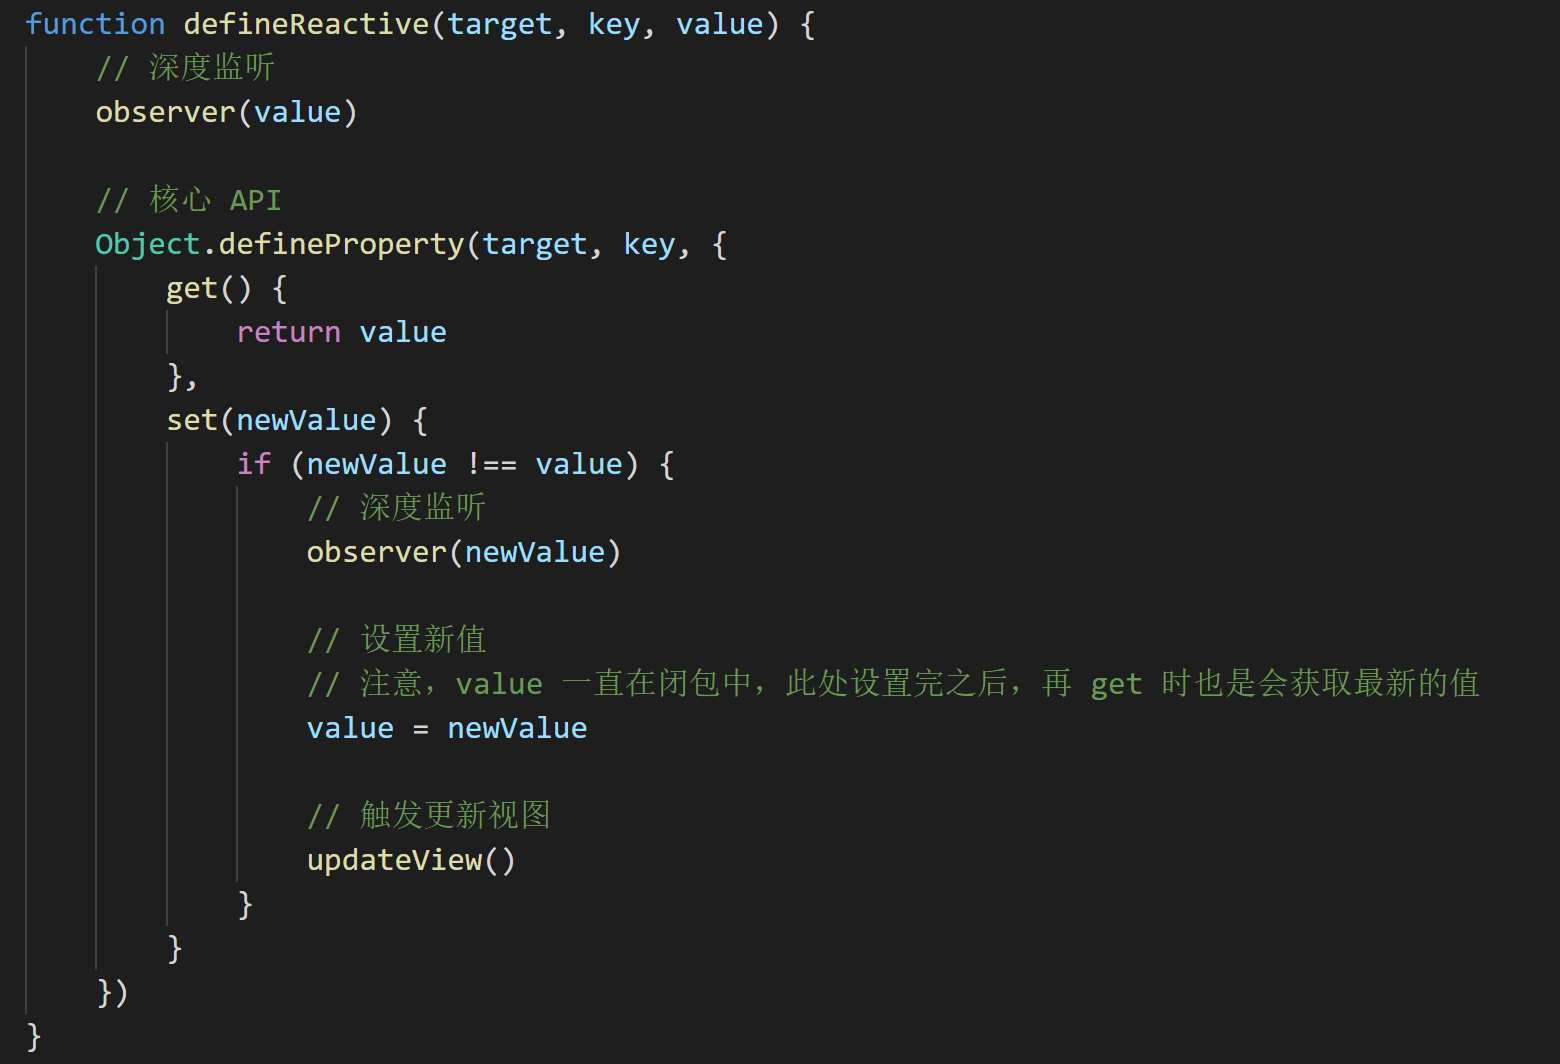 function defineReactive(target, key, value) {
    // 深度监听
    observer(value)

    // 核心 API
    Object.defineProperty(target, key, {
        get() {
            return value
        },
        set(newValue) {
            if (newValue !== value) {
                // 深度监听
                observer(newValue)

                // 设置新值
                // 注意，value 一直在闭包中，此处设置完之后，再 get 时也是会获取最新的值
                value = newValue

                // 触发更新视图
                updateView()
            }
        }
    })
}